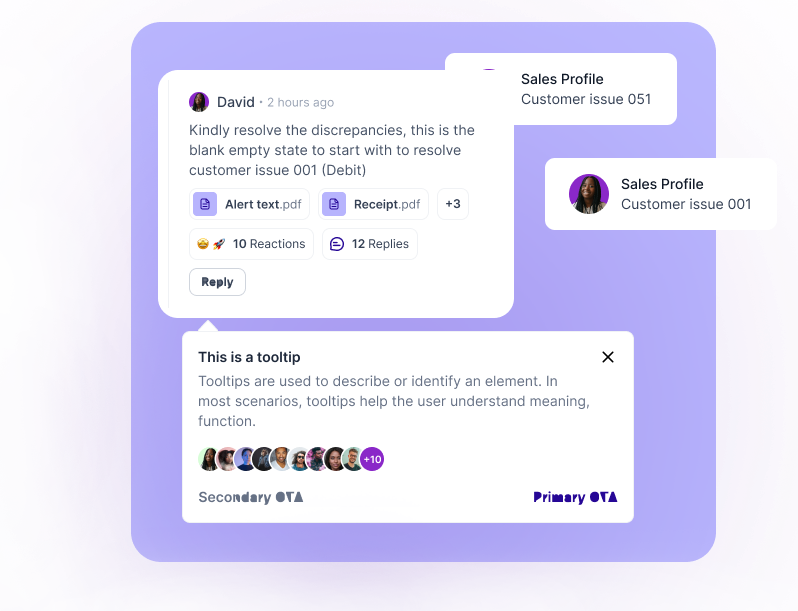 Sales Profile
Customer issue 051
David · 2 hours ago
Kindly resolve the discrepancies, this is the
blank empty state to start with to resolve
customer issue 001 (Debit)
Alert text.pdf
Receipt.pdf
+3
10 Reactions
12 Replies
Reply
Sales Profile
Customer issue 001
This is a tooltip
Tooltips are used to describe or identify an element. In
most scenarios, tooltips help the user understand meaning,
function.
+10
Secondary
Primary